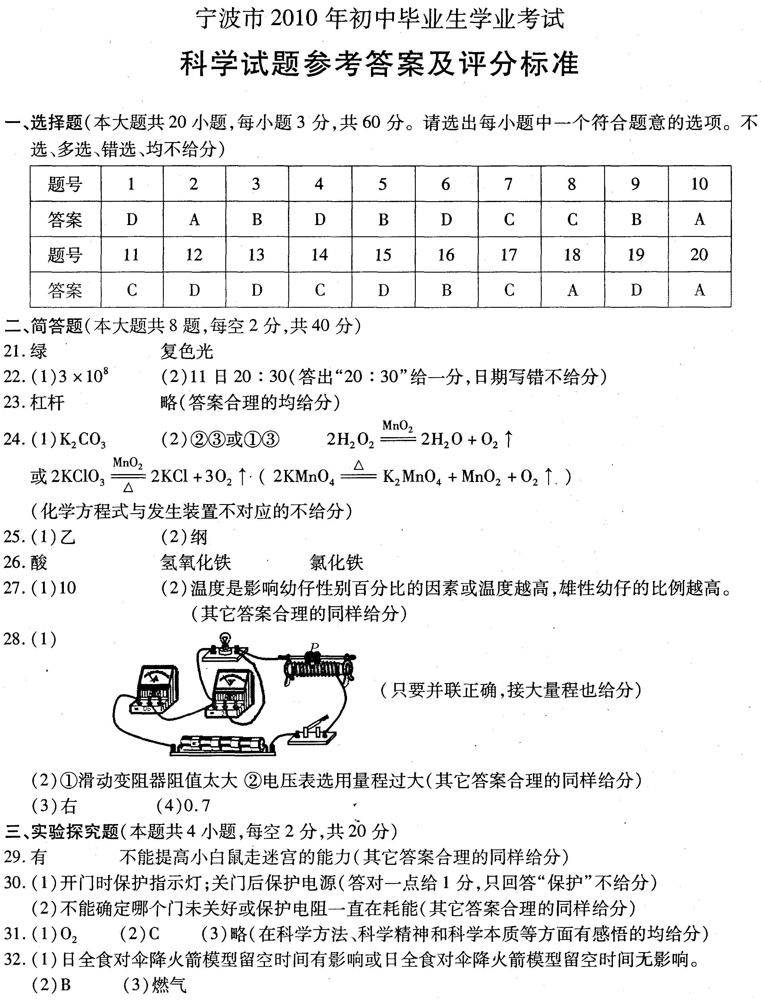 宁波市 2010 年初中毕业生学业考试
科学试题参考答案及评分标准
一、选择题(本大题共 20 小题,每小题 3 分,共 60 分。请选出每小题中一个符合题意的选项。不
选、多选、错选、均不给分)
题号 1 2 3 4 5 6 7 8 9 10
答案 D A B D B D C C B A
题号 11 12 13 14 15 16 17 18 19 20
答案 C D D C D B C A D A
二、简答题(本大题共 8 题,每空 2 分,共 40 分)
21. 绿 复色光
22. (1)3×10⁸ (2)11 日 20:30(答出“20:30”给一分,日期写错不给分)
23. 杠杆 略(答案合理的均给分)
24. (1)K₂CO₃ (2)②③或①③ 2H₂O₂ ══(MnO₂) 2H₂O + O₂↑
或 2KClO₃ ══(MnO₂ △) 2KCl + 3O₂↑ ( 2KMnO₄ ══(△) K₂MnO₄ + MnO₂ + O₂↑ )
(化学方程式与发生装置不对应的不给分)
25. (1)乙 (2)纲
26. 酸 氢氧化铁 氯化铁
27. (1)10 (2)温度是影响幼仔性别百分比的因素或温度越高,雄性幼仔的比例越高。
(其它答案合理的同样给分)
28. (1)
P
A
V
(只要并联正确,接大量程也给分)
(2)①滑动变阻器阻值太大 ②电压表选用量程过大(其它答案合理的同样给分)
(3)右 (4)0.7
三、实验探究题(本题共 4 小题,每空 2 分,共 20 分)
29. 有 不能提高小白鼠走迷宫的能力(其它答案合理的同样给分)
30. (1)开门时保护指示灯;关门后保护电源(答对一点给 1 分,只回答“保护”不给分)
(2)不能确定哪个门未关好或保护电阻一直在耗能(其它答案合理的同样给分)
31. (1)O₂ (2)C (3)略(在科学方法、科学精神和科学本质等方面有感悟的均给分)
32. (1)日全食对伞降火箭模型留空时间有影响或日全食对伞降火箭模型留空时间无影响。
(2)B (3)燃气